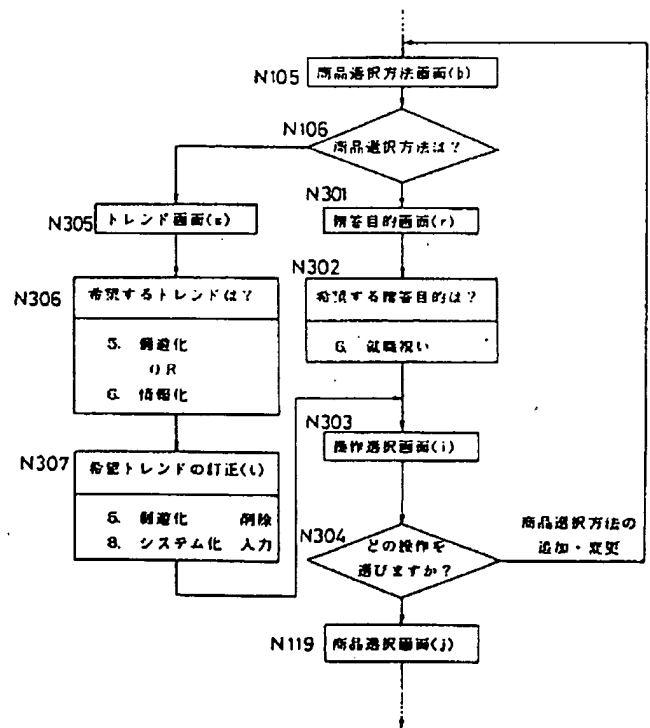 N105
商品選択方法画面(b)
N106
商品選択方法は?
N305
トレンド画面(s)
N301
贈答目的画面(r)
N306
希望するトレンドは?
5. 創造化
OR
6. 情報化
N302
希望する贈答目的は?
6. 就職祝い
N307
希望トレンドの訂正(t)
5. 創造化 削除
8. システム化 入力
N303
操作選択画面(i)
N304
どの操作を
選びますか?
商品選択方法の
追加・変更
N119
商品選択画面(j)